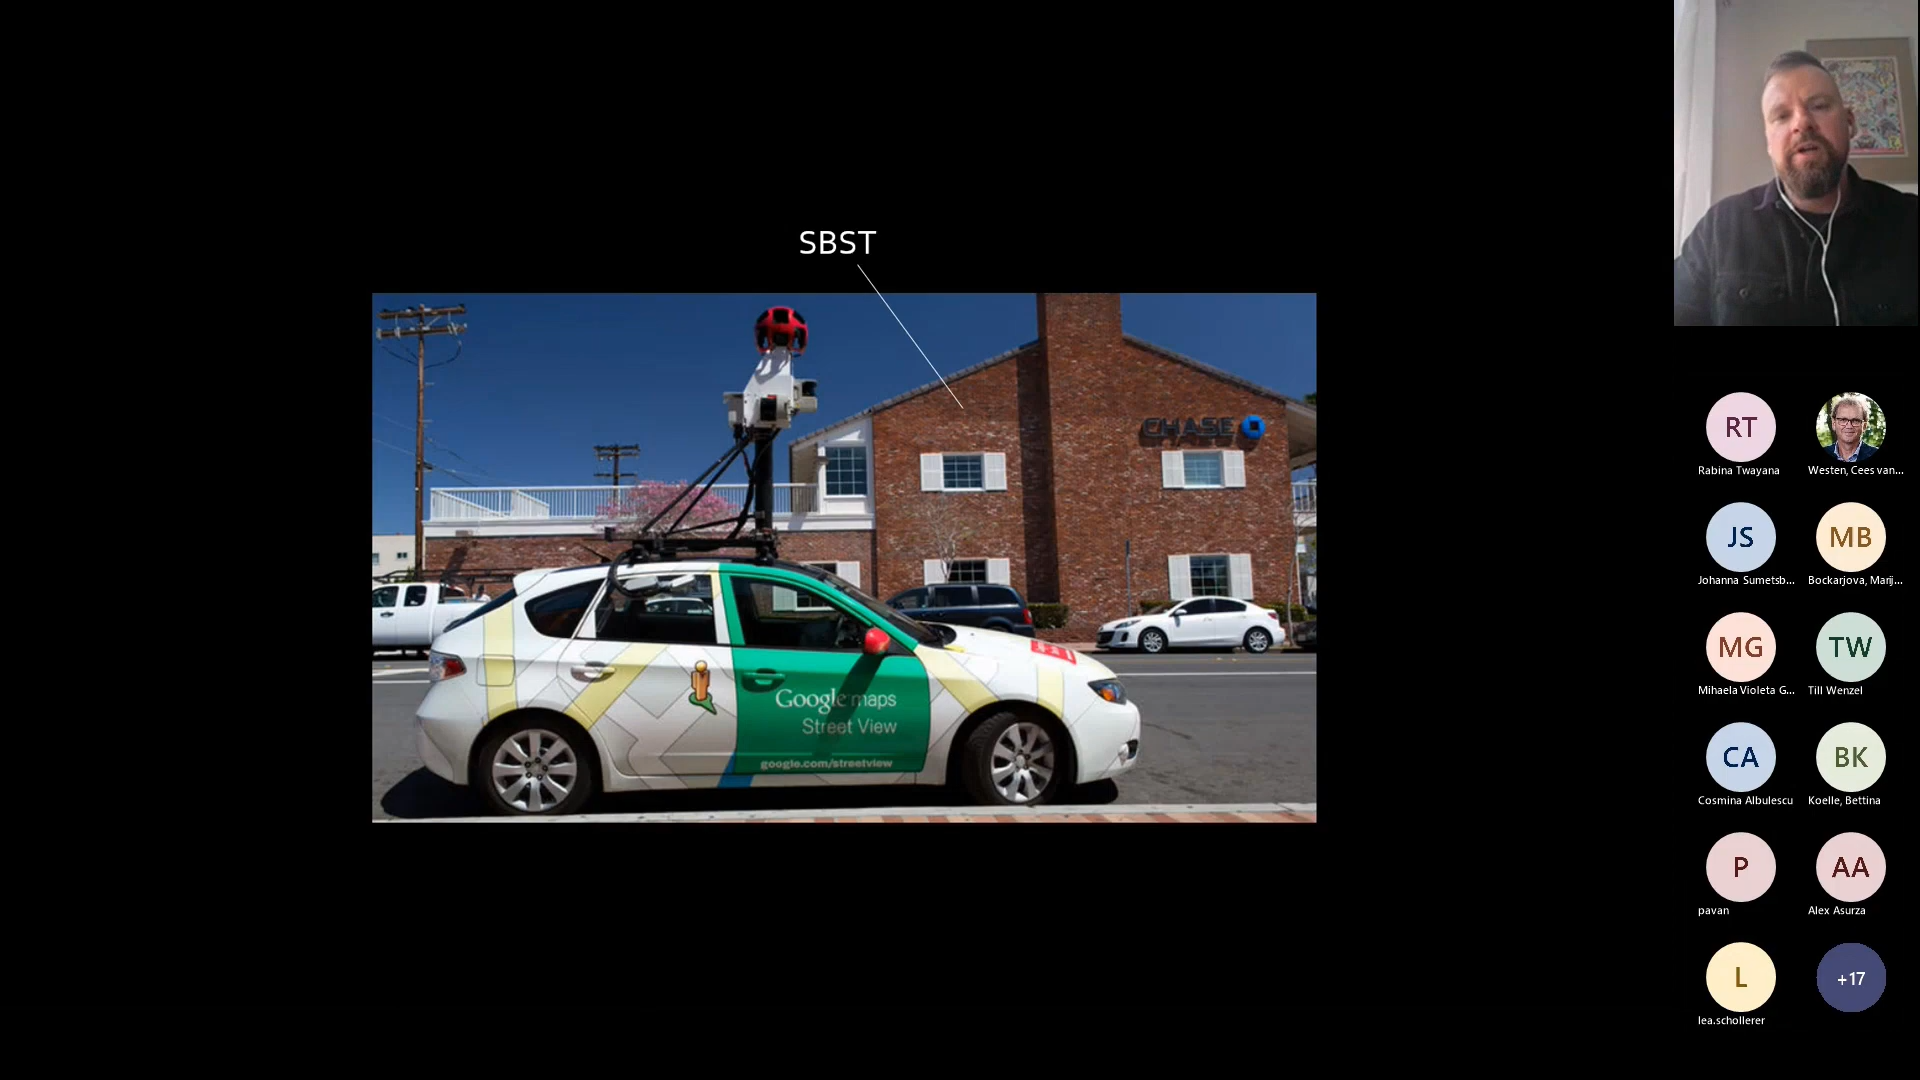 SBST
CHASE
Google maps
Street View
google.com/streetview
RT
Rabina Twayana
Westen, Cees van...
JS
Johanna Sumetsb...
MB
Bockarjova, Marij...
MG
Mihaela Violeta G...
TW
Till Wenzel
CA
Cosmina Albulescu
BK
Koelle, Bettina
P
pavan
AA
Alex Asurza
L
lea.schollerer
+17